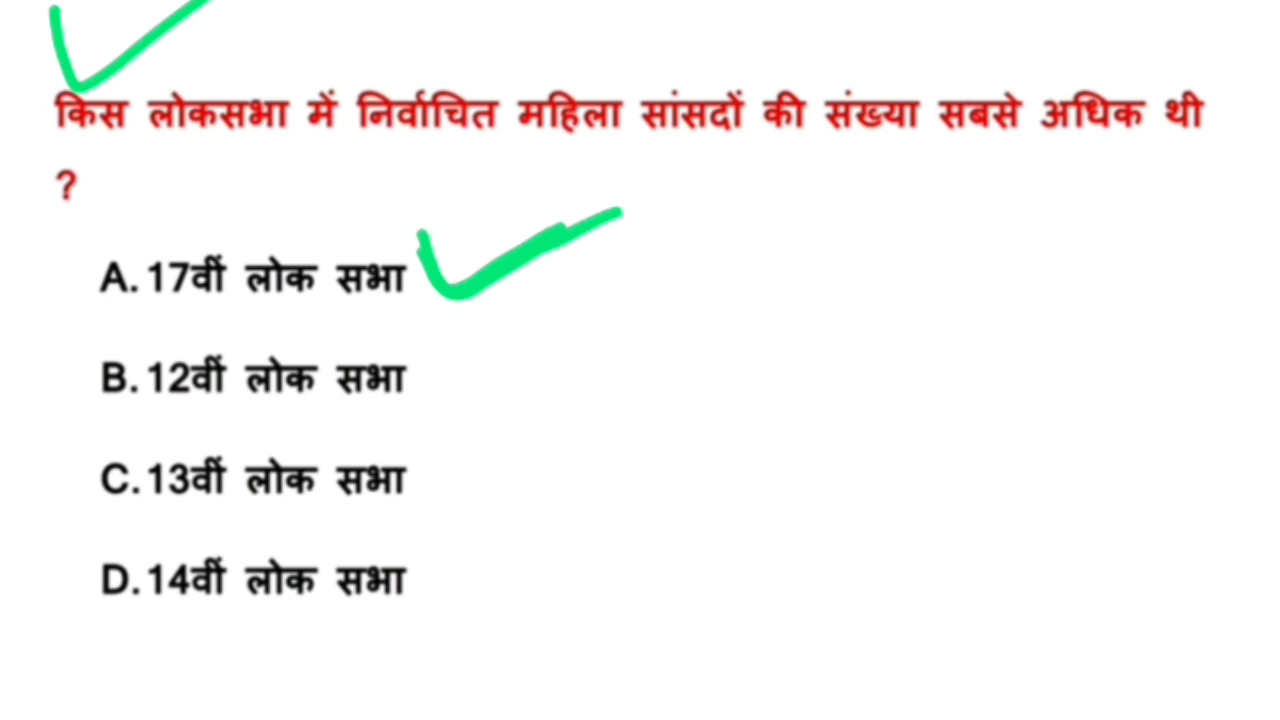 किस लोकसभा में निर्वाचित महिला सांसदों की संख्या सबसे अधिक थी
?
A. 17वीं लोक सभा
B. 12वीं लोक सभा
C. 13वीं लोक सभा
D. 14वीं लोक सभा